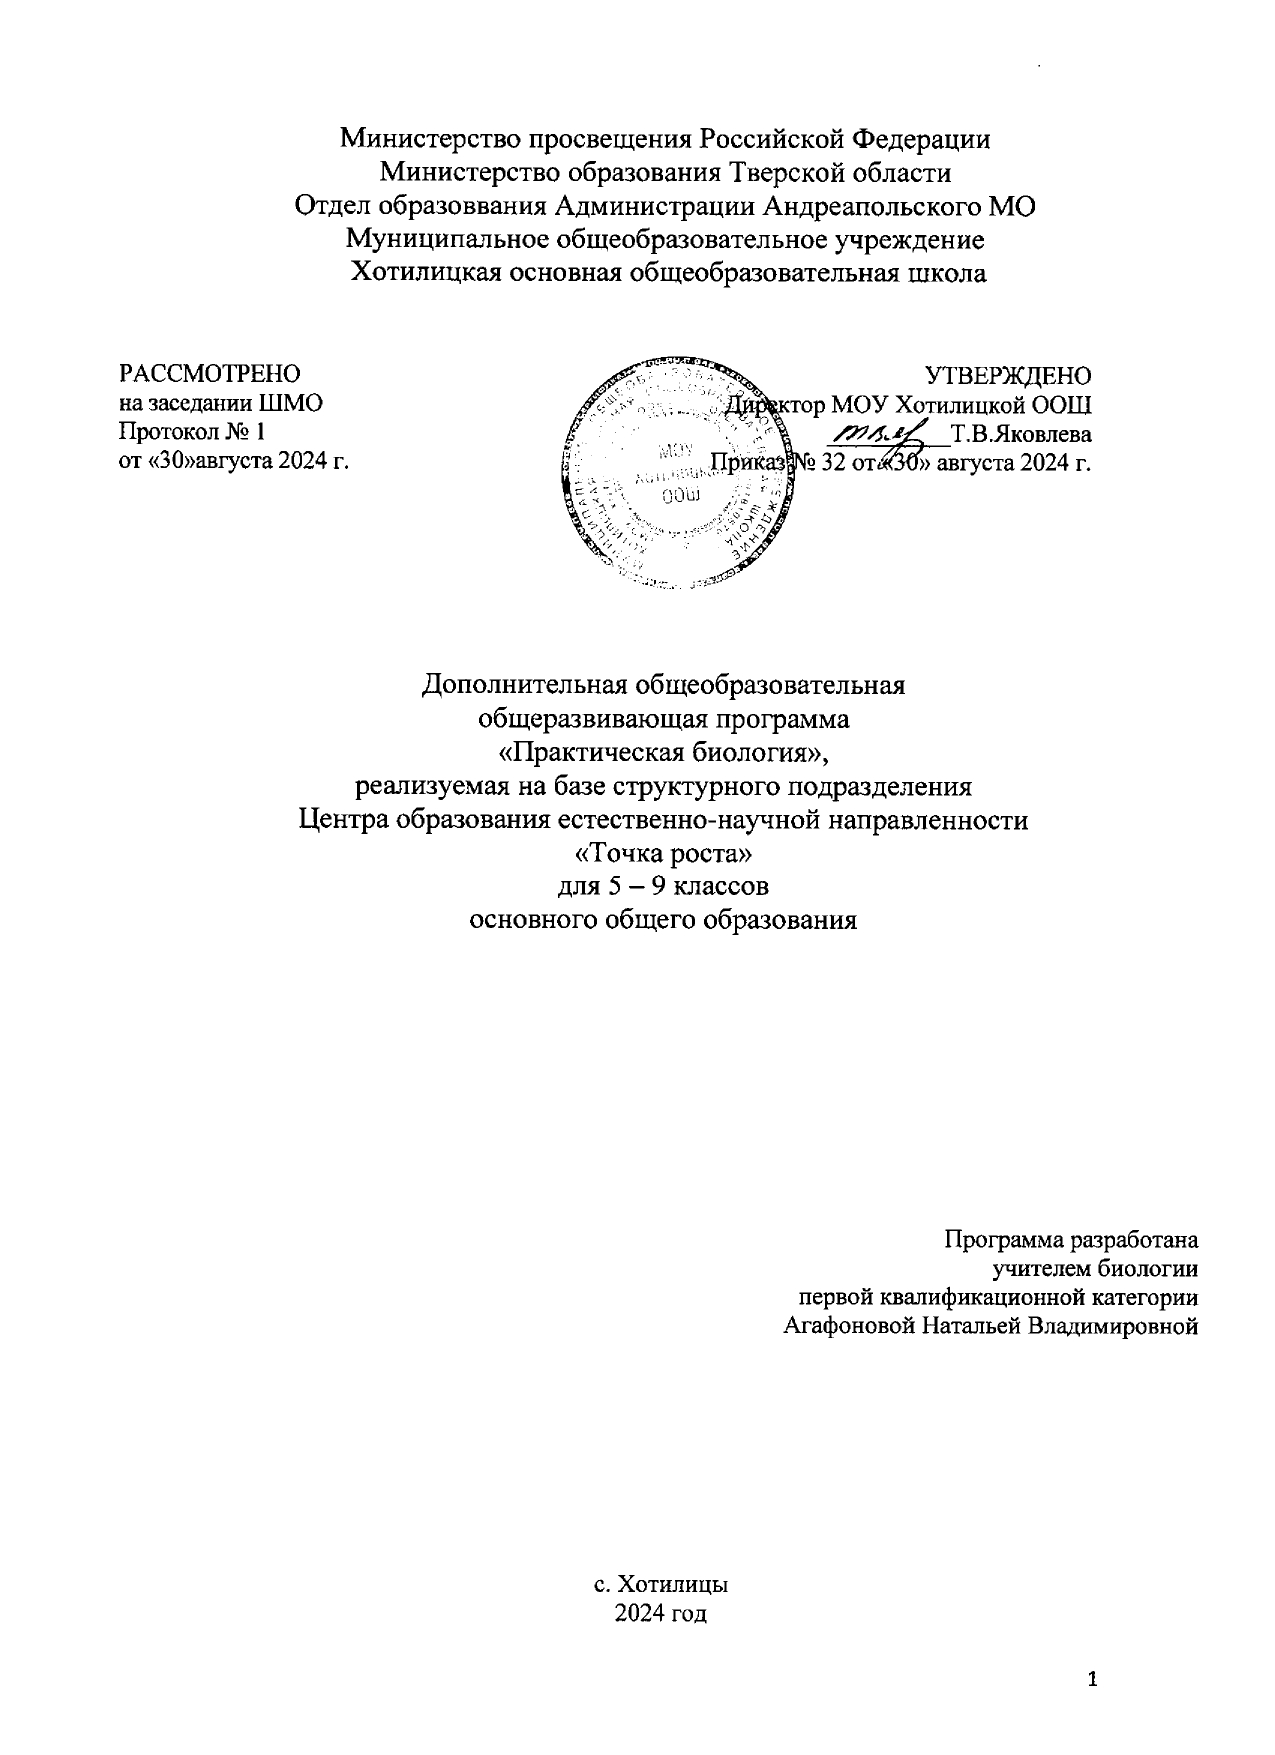 Министерство просвещения Российской Федерации
Министерство образования Тверской области
Отдел образоввания Администрации Андреапольского МО
Муниципальное общеобразовательное учреждение
Хотилицкая основная общеобразовательная школа
РАССМОТРЕНО
на заседании ШМО
Протокол № 1
от «30»августа 2024 г.
МОУ
ООШ
УТВЕРЖДЕНО
Директор МОУ Хотилицкой ООШ
Т.В.Яковлева
Приказ № 32 от«30» августа 2024 г.
Дополнительная общеобразовательная
общеразвивающая программа
«Практическая биология»,
реализуемая на базе структурного подразделения
Центра образования естественно-научной направленности
«Точка роста»
для 5 – 9 классов
основного общего образования
Программа разработана
учителем биологии
первой квалификационной категории
Агафоновой Натальей Владимировной
с. Хотилицы
2024 год
1